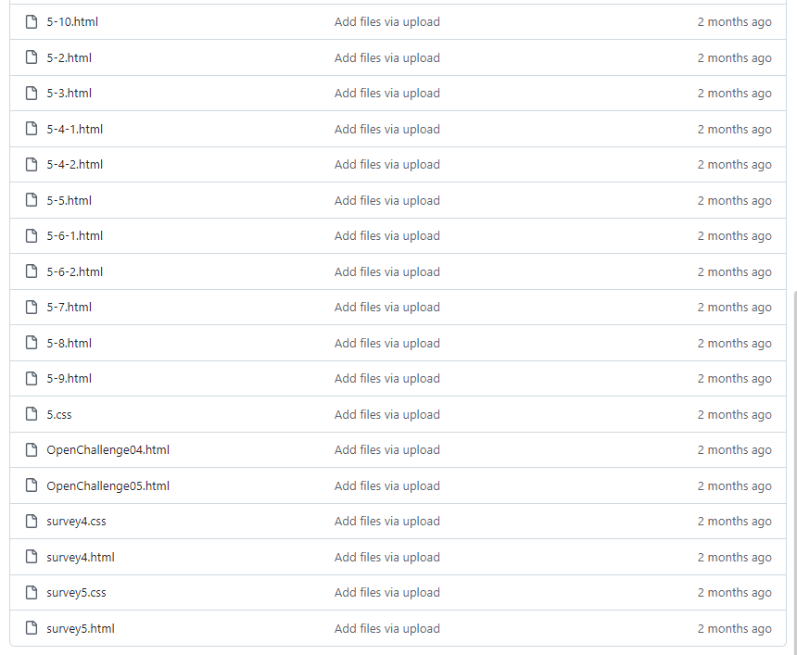 5-10.html Add files via upload 2 months ago
5-2.html Add files via upload 2 months ago
5-3.html Add files via upload 2 months ago
5-4-1.html Add files via upload 2 months ago
5-4-2.html Add files via upload 2 months ago
5-5.html Add files via upload 2 months ago
5-6-1.html Add files via upload 2 months ago
5-6-2.html Add files via upload 2 months ago
5-7.html Add files via upload 2 months ago
5-8.html Add files via upload 2 months ago
5-9.html Add files via upload 2 months ago
5.css Add files via upload 2 months ago
OpenChallenge04.html Add files via upload 2 months ago
OpenChallenge05.html Add files via upload 2 months ago
survey4.css Add files via upload 2 months ago
survey4.html Add files via upload 2 months ago
survey5.css Add files via upload 2 months ago
survey5.html Add files via upload 2 months ago